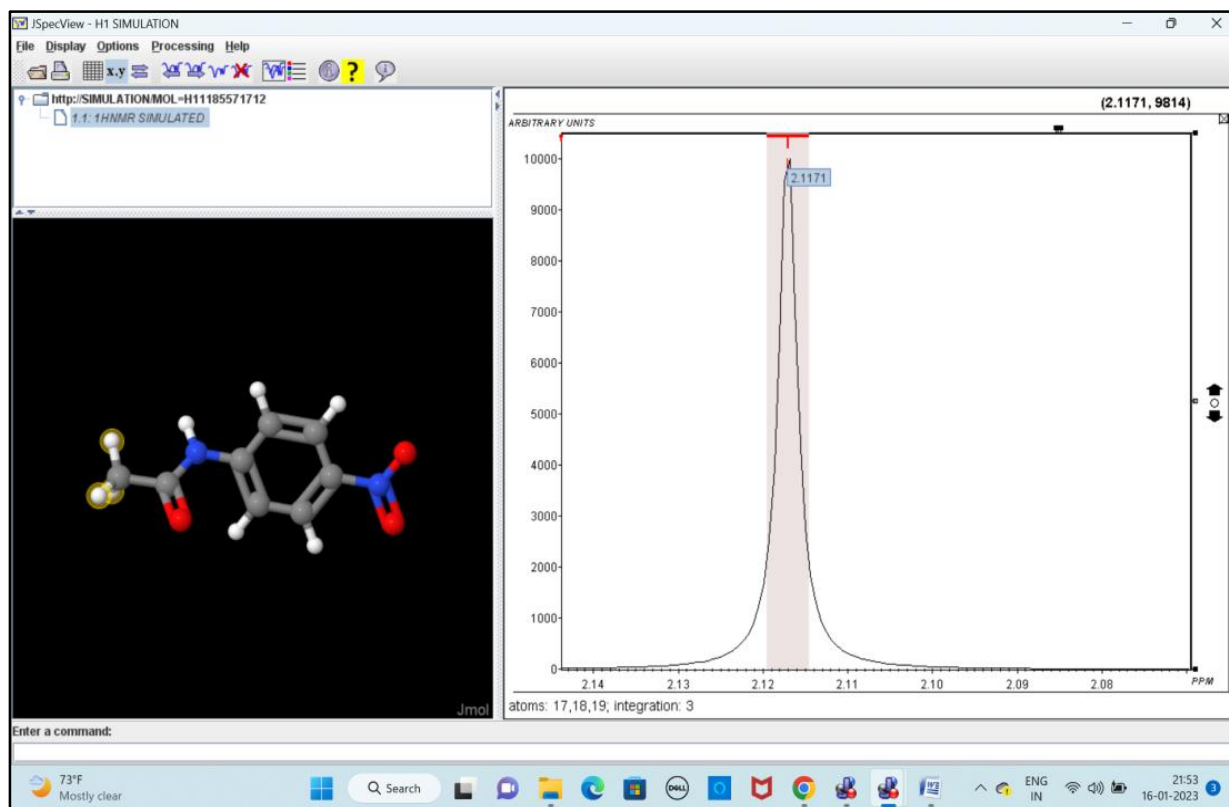 JSpecView - H1 SIMULATION
File Display Options Processing Help
x,y
http://SIMULATION/MOL=H11185571712
1.1: 1HNMR SIMULATED
(2.1171, 9814)
ARBITRARY UNITS
10000
2.1171
9000
8000
7000
6000
5000
4000
3000
2000
1000
0
2.14 2.13 2.12 2.11 2.10 2.09 2.08 PPM
Jmol
atoms: 17,18,19; integration: 3
Enter a command:
73°F
Mostly clear
Search
DELL
ENG
IN
21:53
16-01-2023
3